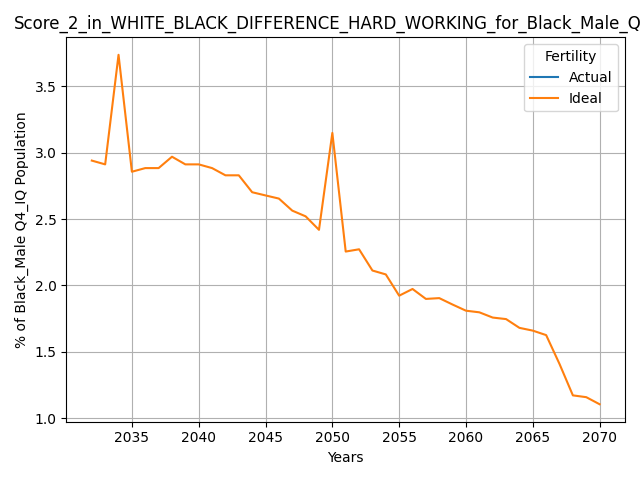 Score_2_in_WHITE_BLACK_DIFFERENCE_HARD_WORKING_for_Black_Male_Q
Fertility
Actual
Ideal
% of Black_Male Q4_IQ Population
3.5
3.0
2.5
2.0
1.5
1.0
2035 2040 2045 2050 2055 2060 2065 2070
Years